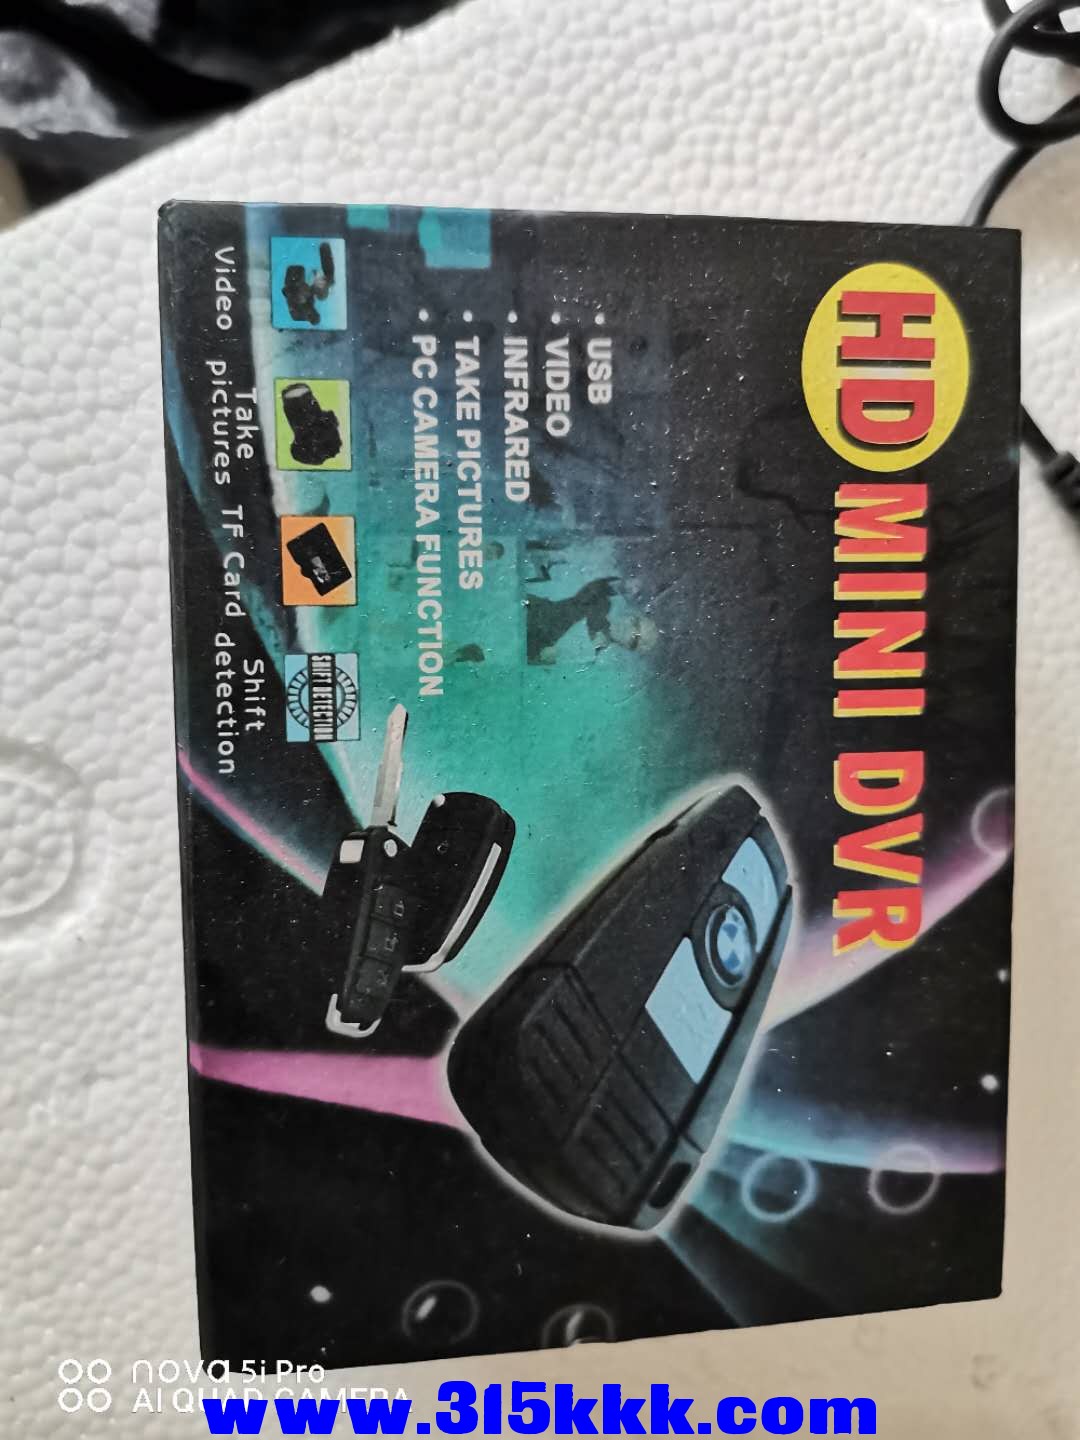 HD MINI DVR
• USB
• VIDEO
• INFRARED
• TAKE PICTURES
• PC CAMERA FUNCTION
SHIFT DETECTION
Take Shift
Video pictures TF Card detection
nova 5i Pro
AI QUAD CAMERA
www.315kkk.com